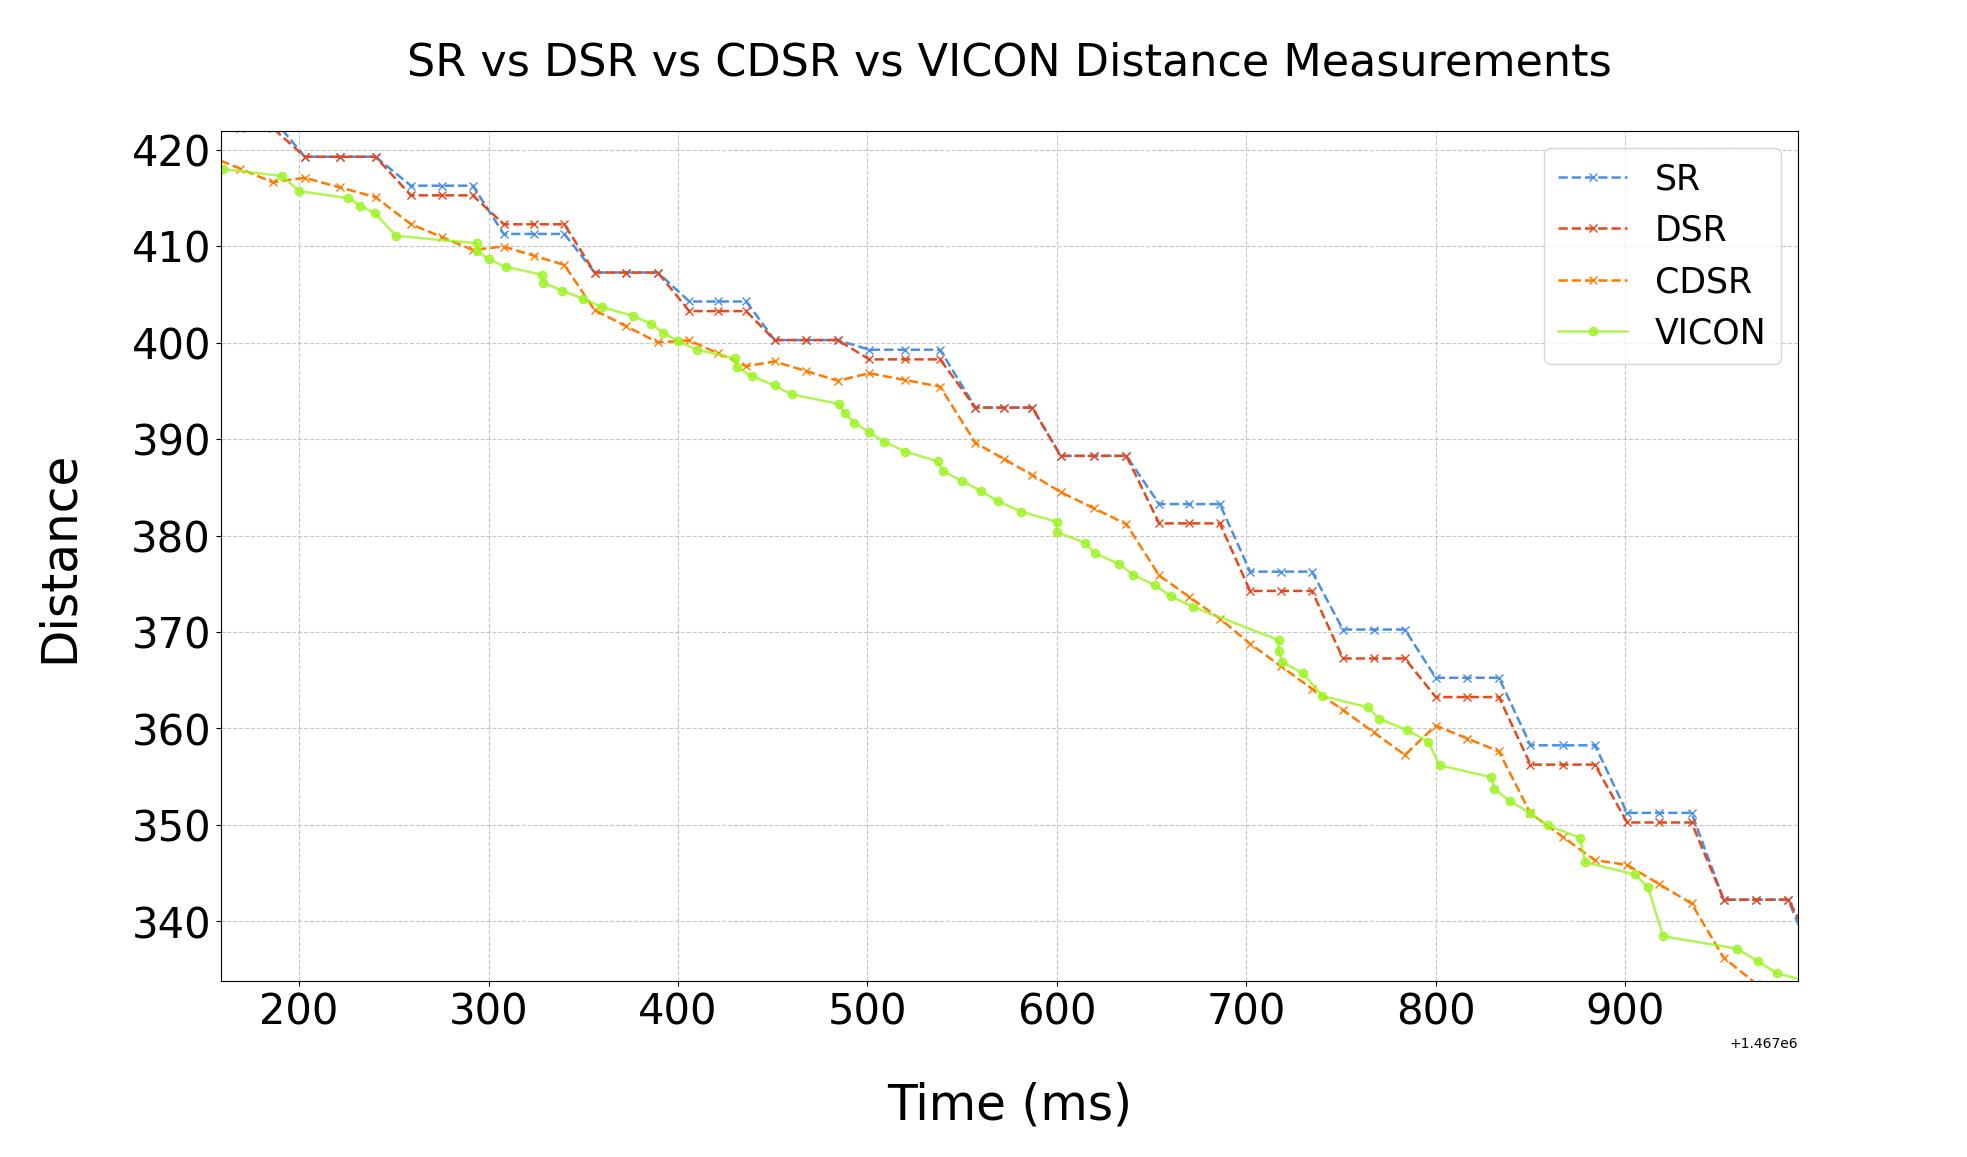 SR vs DSR vs CDSR vs VICON Distance Measurements
420
410
400
390
380
370
360
350
340
Distance
SR
DSR
CDSR
VICON
200 300 400 500 600 700 800 900
+1.467e6
Time (ms)